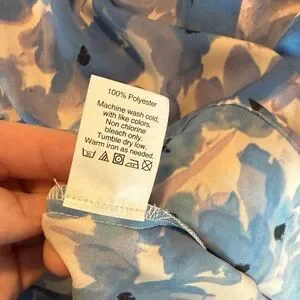 100% Polyester
Machine wash cold,
with like colors.
Non chlorine
bleach only.
Tumble dry low.
Warm iron as needed.